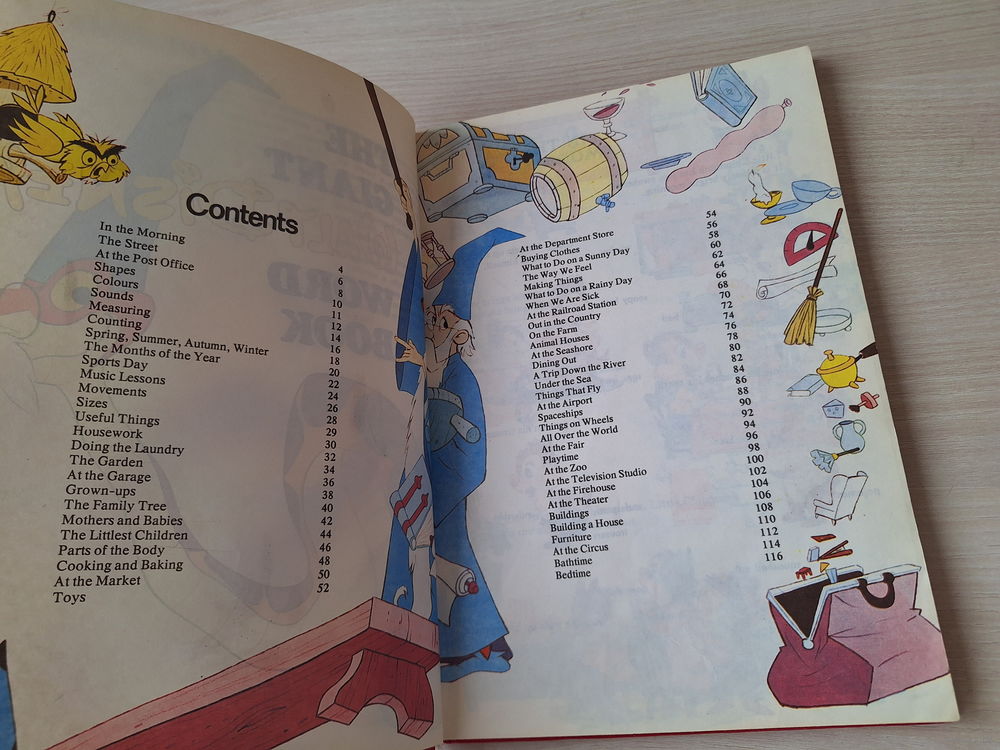 Contents
In the Morning 4
The Street 6
At the Post Office 8
Shapes 10
Colours 11
Sounds 12
Measuring 14
Counting 16
Spring, Summer, Autumn, Winter 18
The Months of the Year 20
Sports Day 22
Music Lessons 24
Movements 26
Sizes 28
Useful Things 29
Housework 30
Doing the Laundry 32
The Garden 34
At the Garage 36
Grown-ups 38
The Family Tree 40
Mothers and Babies 42
The Littlest Children 44
Parts of the Body 46
Cooking and Baking 48
At the Market 50
Toys 52
At the Department Store 54
Buying Clothes 56
What to Do on a Sunny Day 58
The Way We Feel 60
Making Things 62
What to Do on a Rainy Day 64
When We Are Sick 66
At the Railroad Station 68
Out in the Country 70
On the Farm 72
Animal Houses 74
At the Seashore 76
Dining Out 78
A Trip Down the River 80
Under the Sea 82
Things That Fly 84
At the Airport 86
Spaceships 88
Things on Wheels 90
All Over the World 92
At the Fair 94
Playtime 96
At the Zoo 98
At the Television Studio 100
At the Firehouse 102
At the Theater 104
Buildings 106
Building a House 108
Furniture 110
At the Circus 112
Bathtime 114
Bedtime 116